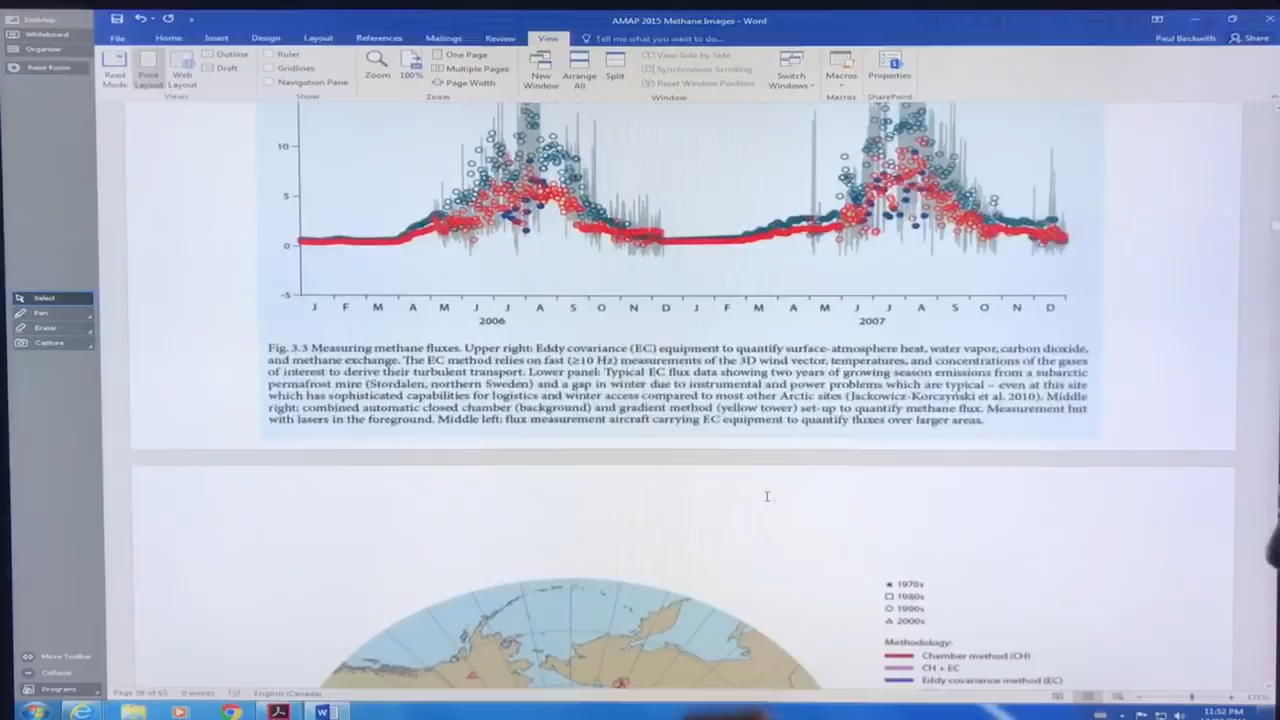 Desktop
Whiteboard
Organizer
Reset Room
AMAP 2015 Methane Images - Word
File Home Insert Design Layout References Mailings Review View Tell me what you want to do...
Paul Beckwith Share
Read Mode
Print Layout
Web Layout
Outline
Draft
Views
Ruler
Gridlines
Navigation Pane
Show
Zoom
100%
One Page
Multiple Pages
Page Width
Zoom
New Window
Arrange All
Split
View Side by Side
Synchronous Scrolling
Reset Window Position
Window
Switch Windows
Macros
Macros
Properties
SharePoint
10
5
0
-5
J F M A M J J A S O N D J F M A M J J A S O N D
2006 2007
Fig. 3.3 Measuring methane fluxes. Upper right: Eddy covariance (EC) equipment to quantify surface-atmosphere heat, water vapor, carbon dioxide,
and methane exchange. The EC method relies on fast (≥10 Hz) measurements of the 3D wind vector, temperatures, and concentrations of the gases
of interest to derive their turbulent transport. Lower panel: Typical EC flux data showing two years of growing season emissions from a subarctic
permafrost mire (Stordalen, northern Sweden) and a gap in winter due to instrumental and power problems which are typical – even at this site
which has sophisticated capabilities for logistics and winter access compared to most other Arctic sites (Jackowicz-Korczyński et al. 2010). Middle
right: combined automatic closed chamber (background) and gradient method (yellow tower) set-up to quantify methane flux. Measurement hut
with lasers in the foreground. Middle left: flux measurement aircraft carrying EC equipment to quantify fluxes over larger areas.
Select
Pen
Eraser
Capture
1970s
1980s
1990s
2000s
Methodology:
Chamber method (CH)
CH + EC
Eddy covariance method (EC)
Move Toolbar
Collapse
Programs
0 words English (Canada)
171%
11:52 PM